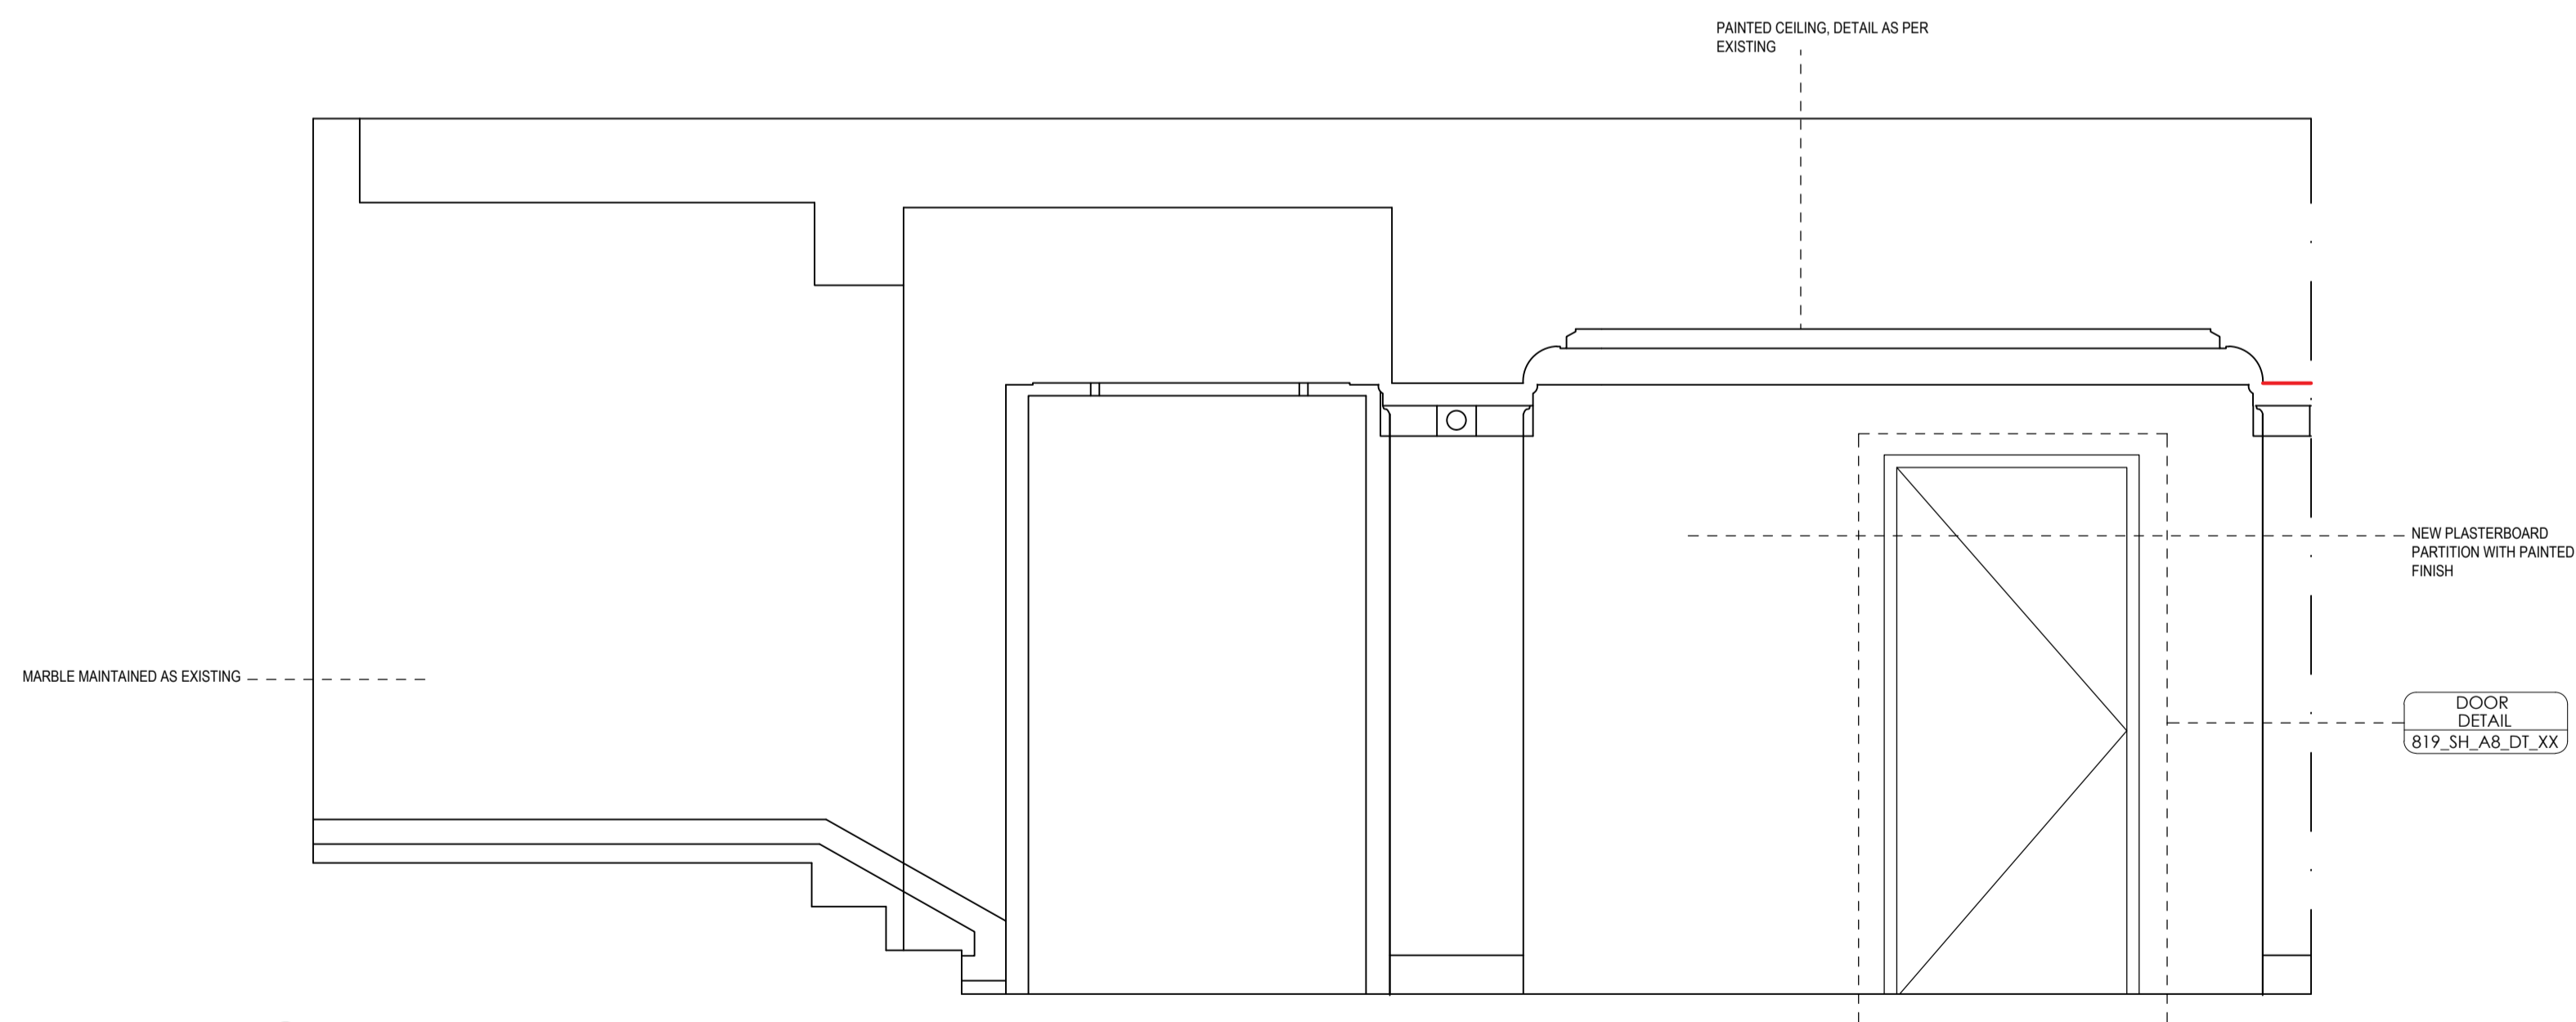 PAINTED CEILING, DETAIL AS PER
EXISTING
NEW PLASTERBOARD
PARTITION WITH PAINTED
FINISH
MARBLE MAINTAINED AS EXISTING
DOOR
DETAIL
819_SH_A8_DT_XX